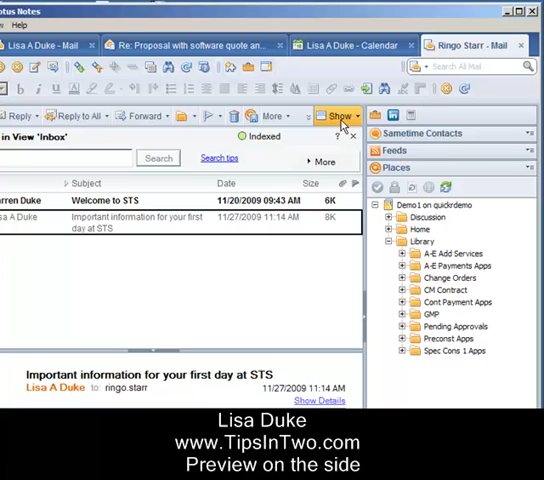 otus Notes
Help
Lisa A Duke - Mail
Re: Proposal with software quote an...
Lisa A Duke - Calendar
Ringo Starr - Mail
Search All Mail
Reply
Reply to All
Forward
More
Show
in View 'Inbox'
Indexed
Search
Search tips
More
Subject
Date
Size
arren Duke
Welcome to STS
11/20/2009 09:43 AM
6K
sa A Duke
Important information for your first day at STS
11/27/2009 11:14 AM
8K
Important information for your first day at STS
Lisa A Duke to: ringo.starr
11/27/2009 11:14 AM
Show Details
Sametime Contacts
Feeds
Places
Demo1 on quickrdemo
Discussion
Home
Library
A-E Add Services
A-E Payments Apps
Change Orders
CM Contract
Cont Payment Apps
GMP
Pending Approvals
Preconst Apps
Spec Cons 1 Apps
Lisa Duke
www.TipsInTwo.com
Preview on the side